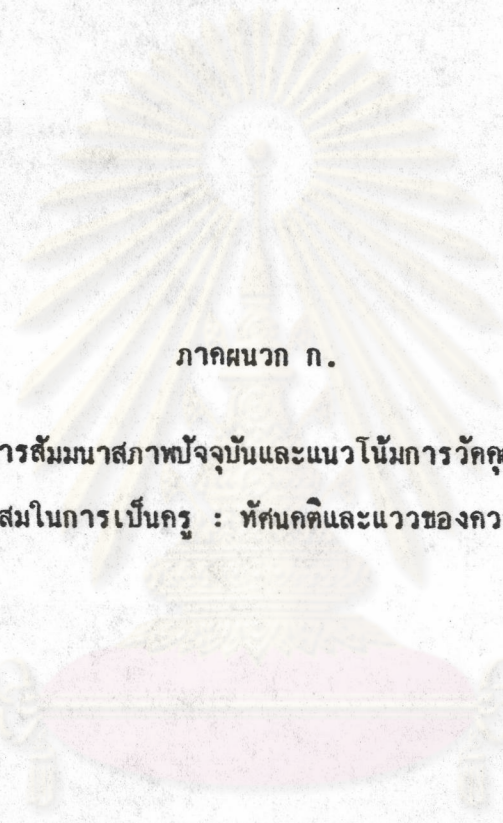 ภาคผนวก ก.
ารสัมมนาสภาพปัจจุบันและแนวโน้มการวัดคุ
สมในการเป็นครู : ทัศนคติและแววของคว